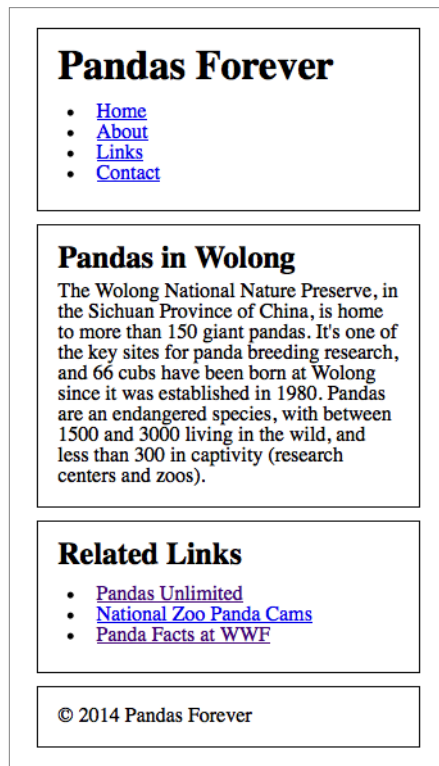 Pandas Forever
Home
About
Links
Contact
Pandas in Wolong
The Wolong National Nature Preserve, in
the Sichuan Province of China, is home
to more than 150 giant pandas. It's one of
the key sites for panda breeding research,
and 66 cubs have been born at Wolong
since it was established in 1980. Pandas
are an endangered species, with between
1500 and 3000 living in the wild, and
less than 300 in captivity (research
centers and zoos).
Related Links
Pandas Unlimited
National Zoo Panda Cams
Panda Facts at WWF
© 2014 Pandas Forever